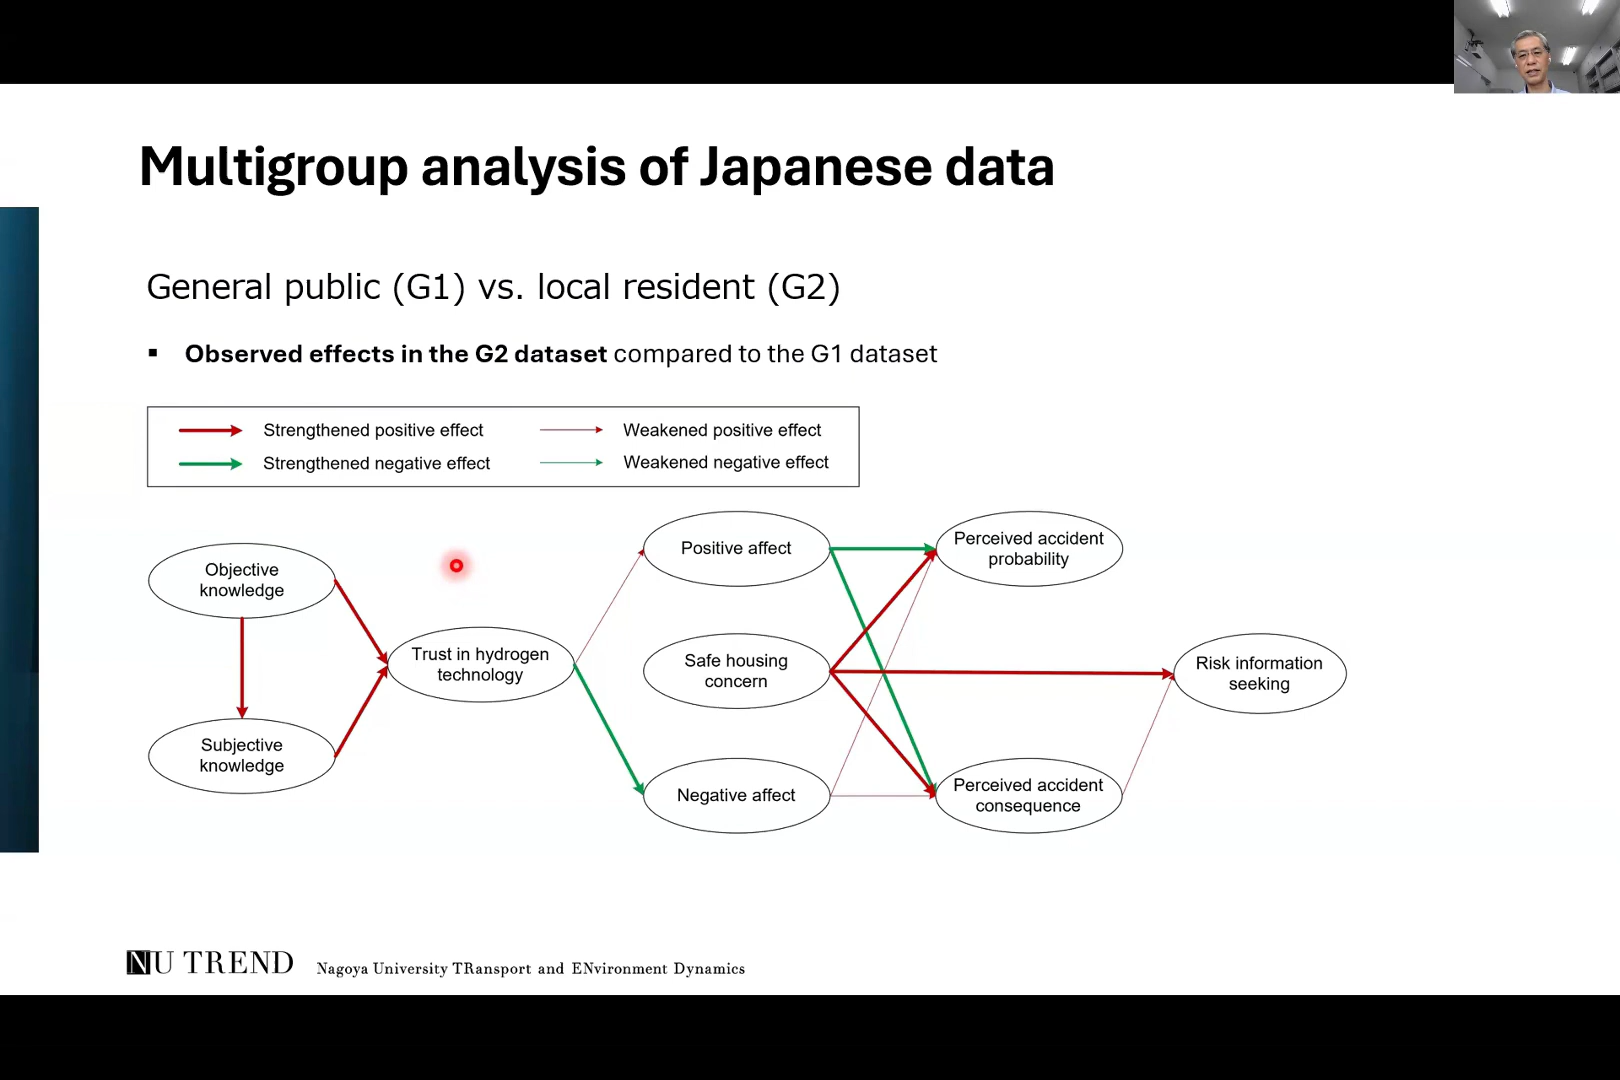 Multigroup analysis of Japanese data
General public (G1) vs. local resident (G2)
▪ Observed effects in the G2 dataset compared to the G1 dataset
Strengthened positive effect
Weakened positive effect
Strengthened negative effect
Weakened negative effect
Objective
knowledge
Subjective
knowledge
Trust in hydrogen
technology
Positive affect
Safe housing
concern
Negative affect
Perceived accident
probability
Perceived accident
consequence
Risk information
seeking
NU TREND
Nagoya University TRansport and ENvironment Dynamics